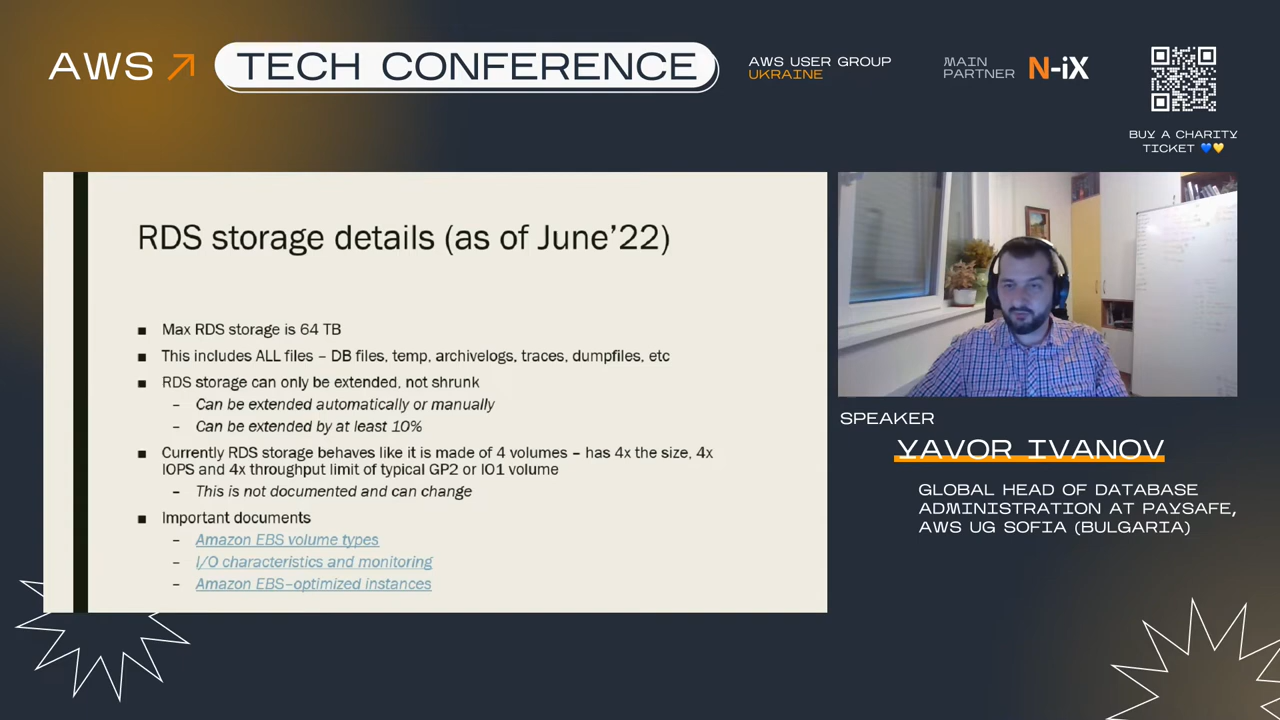 AWS TECH CONFERENCE
AWS USER GROUP
UKRAINE
MAIN
PARTNER
N-iX
BUY A CHARITY
TICKET 💙💛
RDS storage details (as of June’22)
■ Max RDS storage is 64 TB
■ This includes ALL files – DB files, temp, archivelogs, traces, dumpfiles, etc
■ RDS storage can only be extended, not shrunk
– Can be extended automatically or manually
– Can be extended by at least 10%
■ Currently RDS storage behaves like it is made of 4 volumes – has 4x the size, 4x
IOPS and 4x throughput limit of typical GP2 or IO1 volume
– This is not documented and can change
■ Important documents
– Amazon EBS volume types
– I/O characteristics and monitoring
– Amazon EBS–optimized instances
SPEAKER
YAVOR IVANOV
GLOBAL HEAD OF DATABASE
ADMINISTRATION AT PAYSAFE,
AWS UG SOFIA (BULGARIA)